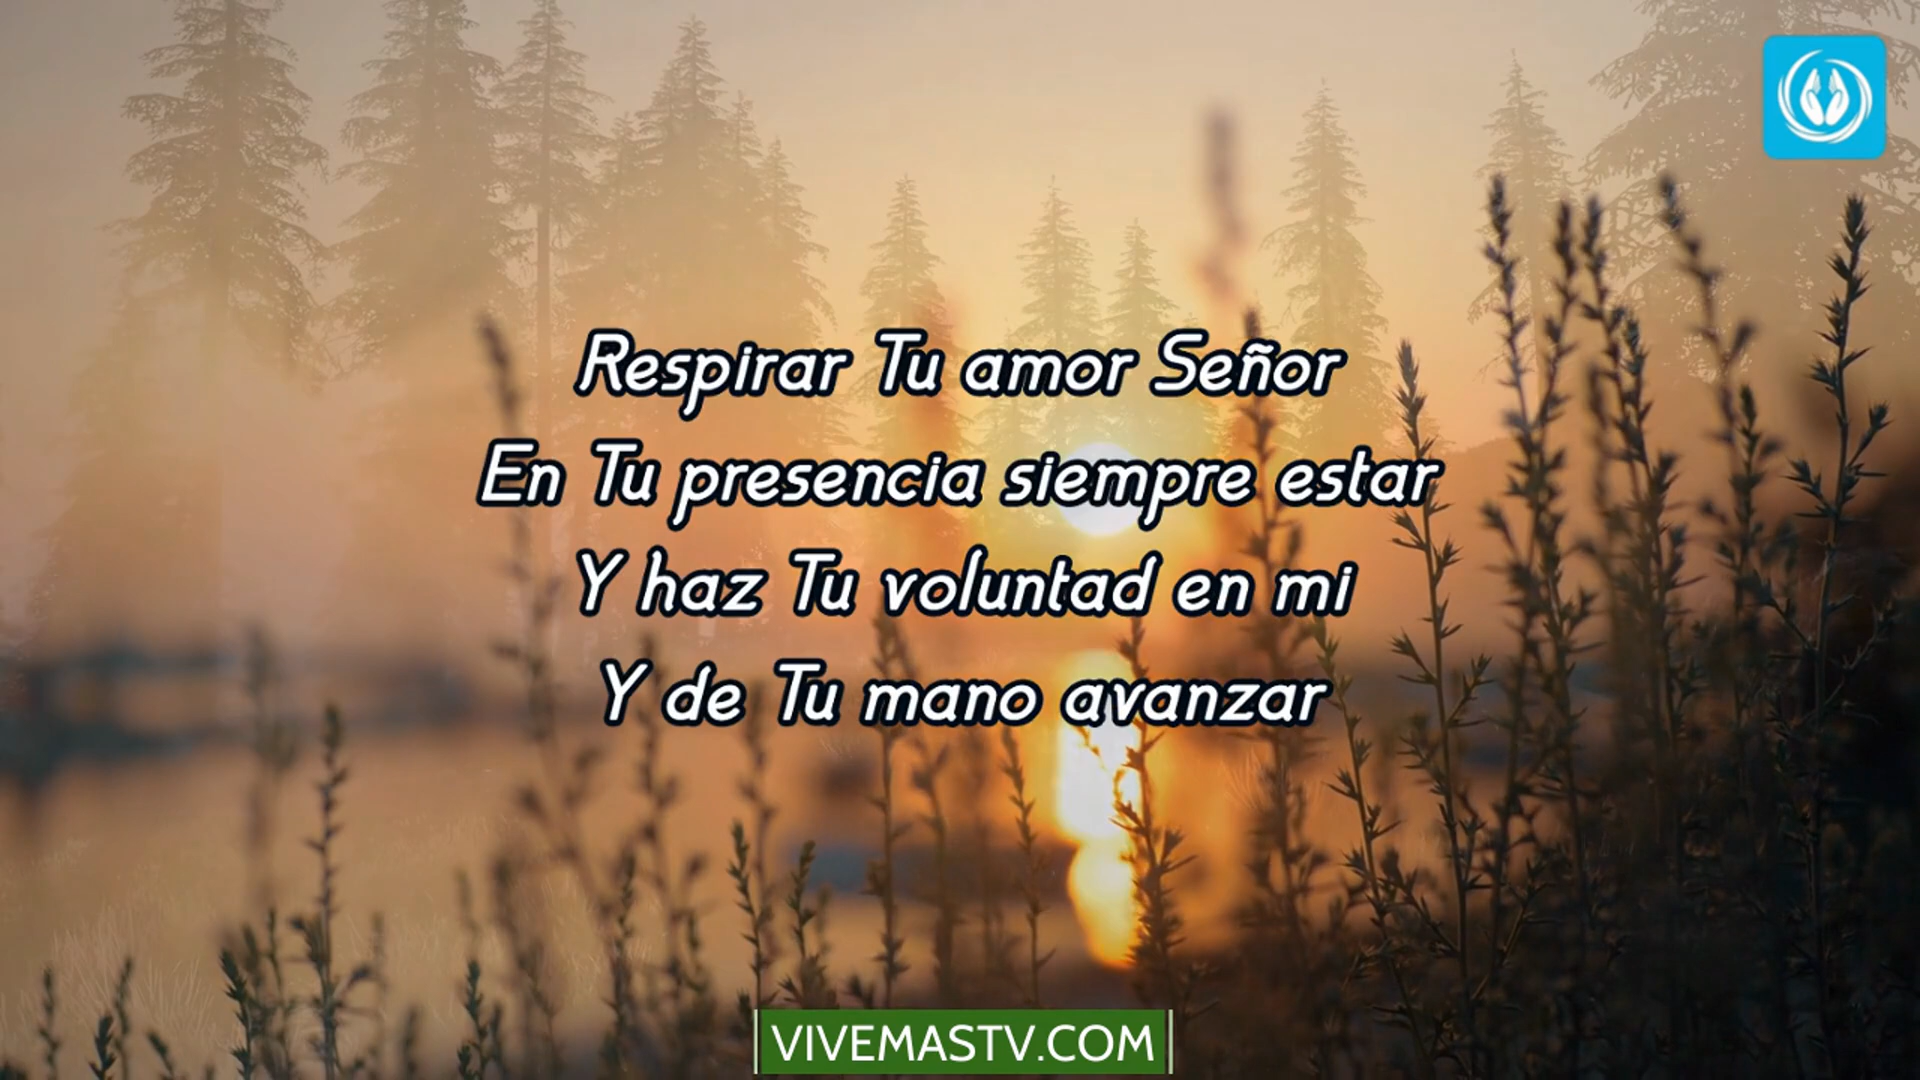 Respirar Tu amor Señor
En Tu presencia siempre estar
Y haz Tu voluntad en mi
Y de Tu mano avanzar
VIVEMASTV.COM